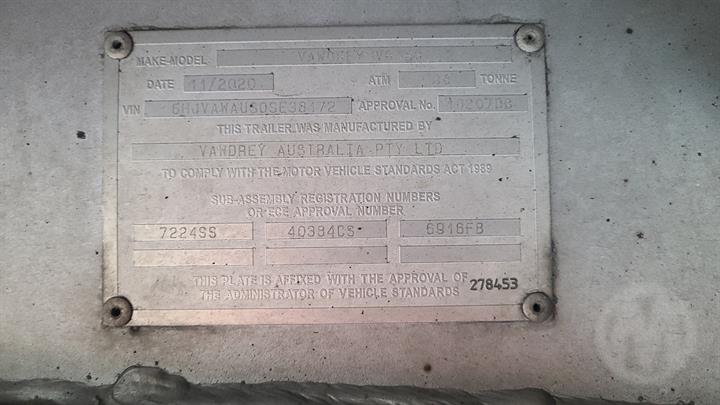 MAKE-MODEL VANDREY
DATE 11/2020 ATM TONNE
VIN APPROVAL No.
THIS TRAILER WAS MANUFACTURED BY
VANDREY AUSTRALIA PTY LTD
TO COMPLY WITH THE MOTOR VEHICLE STANDARDS ACT 1989
SUB-ASSEMBLY REGISTRATION NUMBERS
OR ECE APPROVAL NUMBER
7224SS 40384CS 6916FB
THIS PLATE IS AFFIXED WITH THE APPROVAL OF
THE ADMINISTRATOR OF VEHICLE STANDARDS 278453